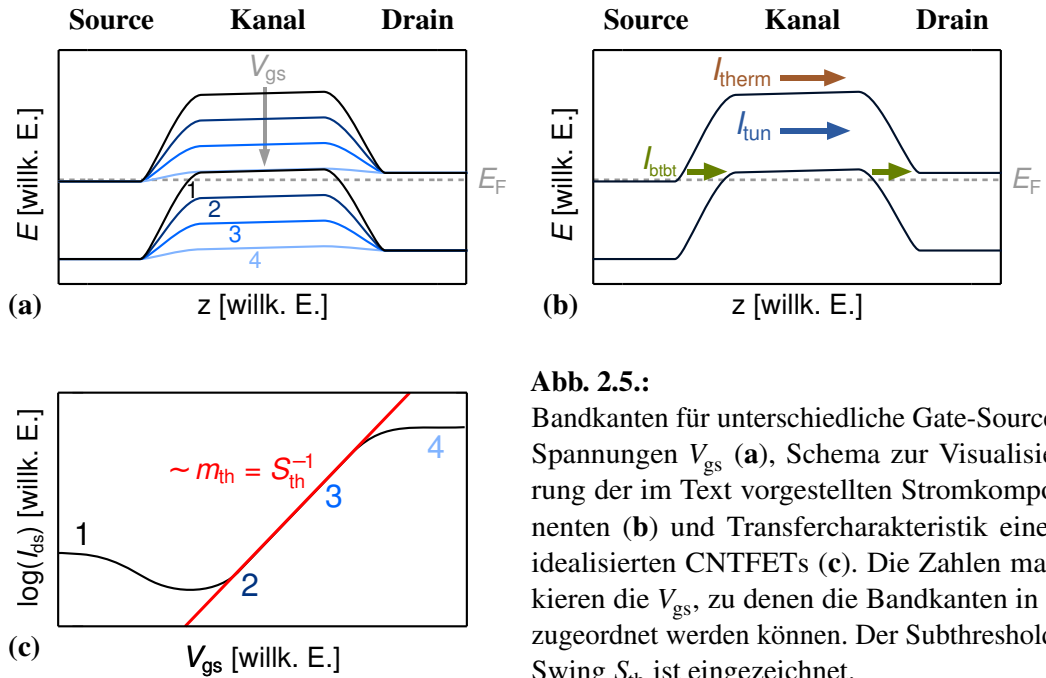 Source Kanal Drain
Source Kanal Drain
V_gs
E [willk. E.]
E_F
1
2
3
4
(a)
z [willk. E.]
I_therm
I_tun
I_btbt
E [willk. E.]
E_F
(b)
z [willk. E.]
log(I_ds) [willk. E.]
~ m_th = S_th^-1
1
2
3
4
(c)
V_gs [willk. E.]
Abb. 2.5.:
Bandkanten für unterschiedliche Gate-Source
Spannungen V_gs (a), Schema zur Visualisie
rung der im Text vorgestellten Stromkompo
nenten (b) und Transfercharakteristik eine
idealisierten CNTFETs (c). Die Zahlen ma
kieren die V_gs, zu denen die Bandkanten in
zugeordnet werden können. Der Subthreshold
Swing S_th ist eingezeichnet.